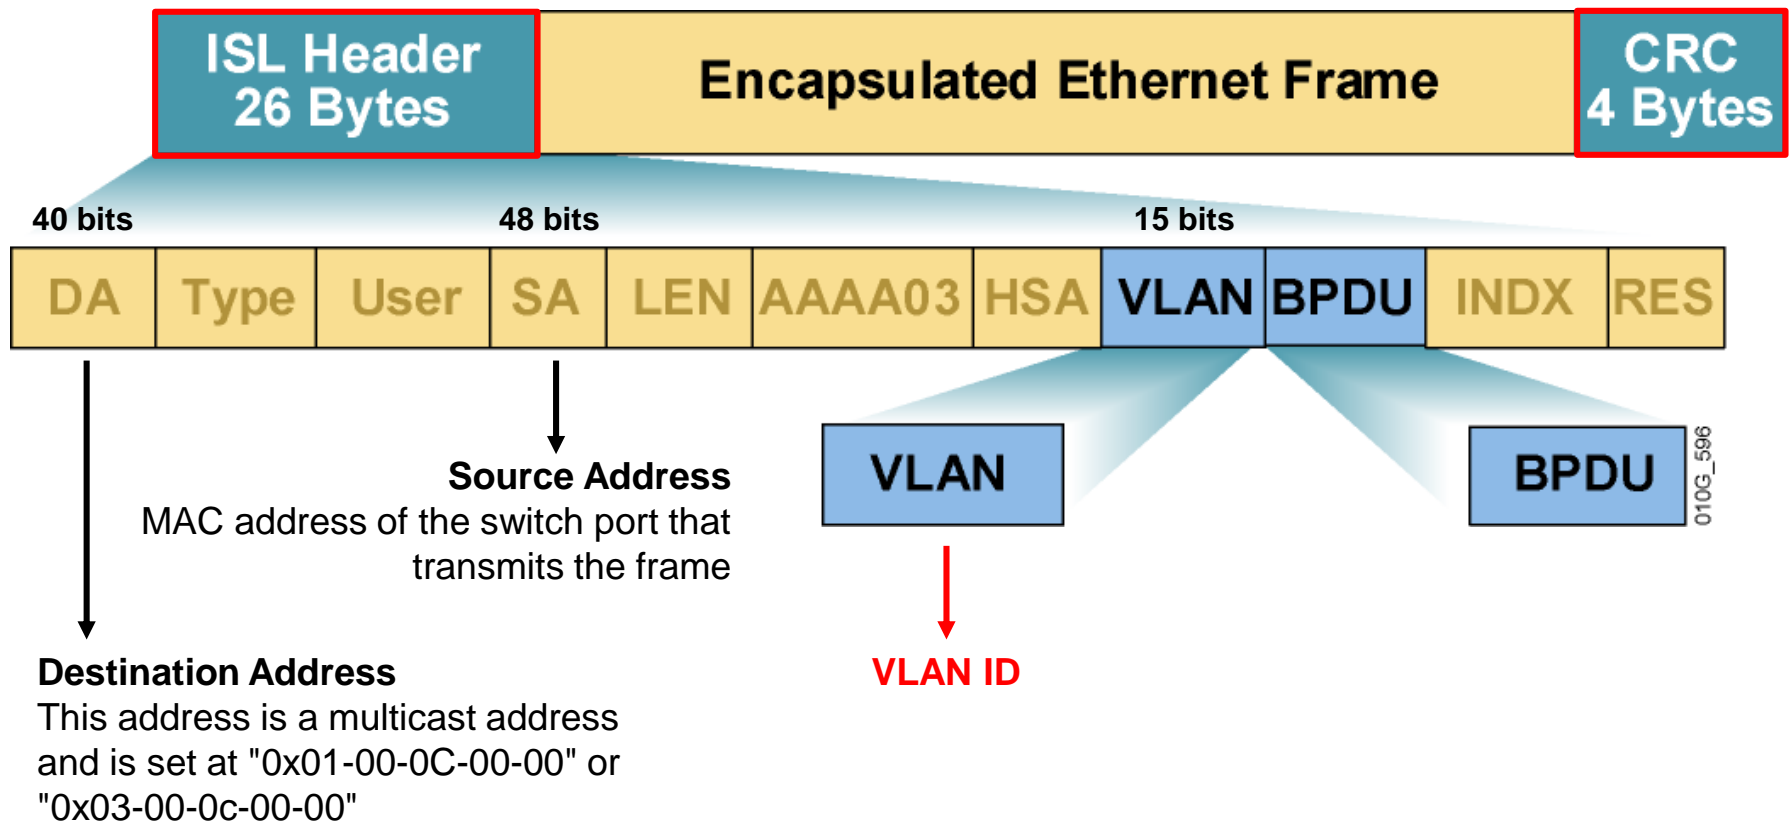 ISL Header
26 Bytes
Encapsulated Ethernet Frame
CRC
4 Bytes
40 bits
48 bits
15 bits
DA
Type
User
SA
LEN
AAAA03
HSA
VLAN
BPDU
INDX
RES
VLAN
BPDU
010G_596
Source Address
MAC address of the switch port that
transmits the frame
VLAN ID
Destination Address
This address is a multicast address
and is set at "0x01-00-0C-00-00" or
"0x03-00-0c-00-00"